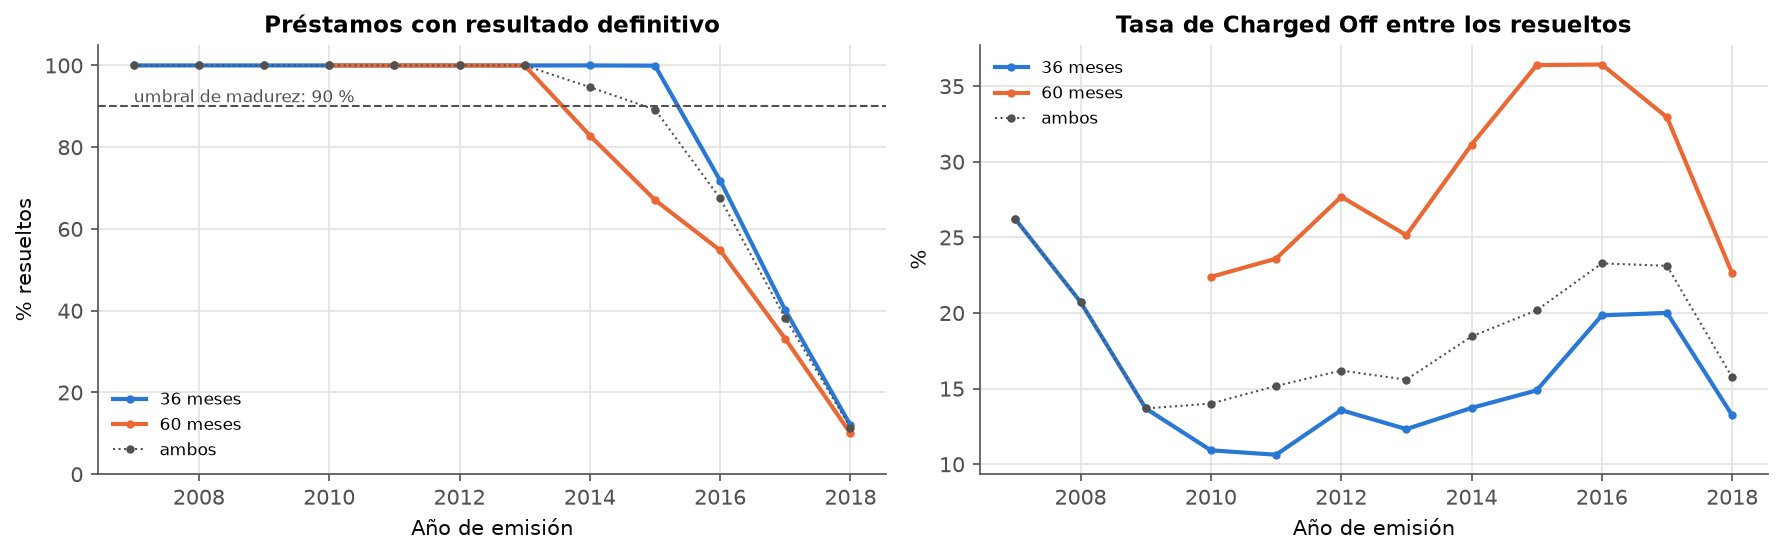 Préstamos con resultado definitivo
% resueltos
100
80
60
40
20
0
umbral de madurez: 90 %
36 meses
60 meses
ambos
2008 2010 2012 2014 2016 2018
Año de emisión
Tasa de Charged Off entre los resueltos
%
35
30
25
20
15
10
36 meses
60 meses
ambos
2008 2010 2012 2014 2016 2018
Año de emisión